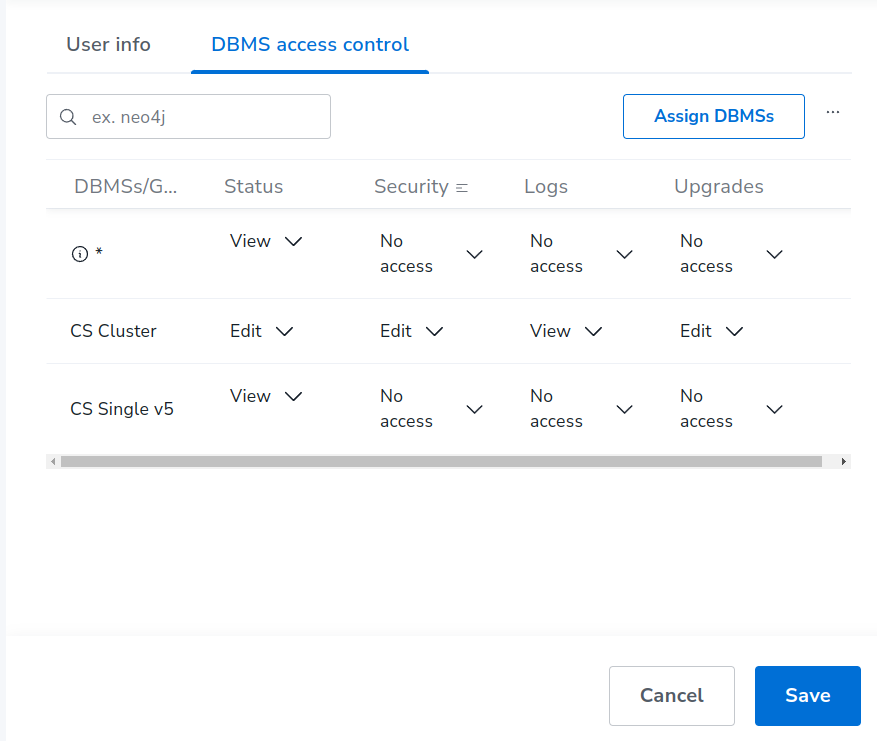 User info DBMS access control
ex. neo4j Assign DBMSs ...
DBMSs/G... Status Security Logs Upgrades
* View No access No access No access
CS Cluster Edit Edit View Edit
CS Single v5 View No access No access No access
Cancel Save